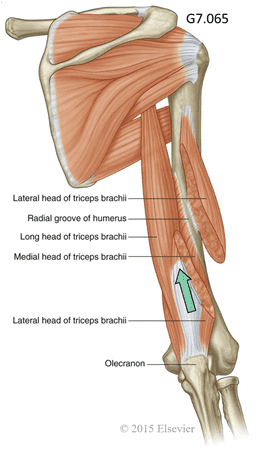 G7.065
Lateral head of triceps brachii
Radial groove of humerus
Long head of triceps brachii
Medial head of triceps brachii
Lateral head of triceps brachii
Olecranon
© 2015 Elsevier